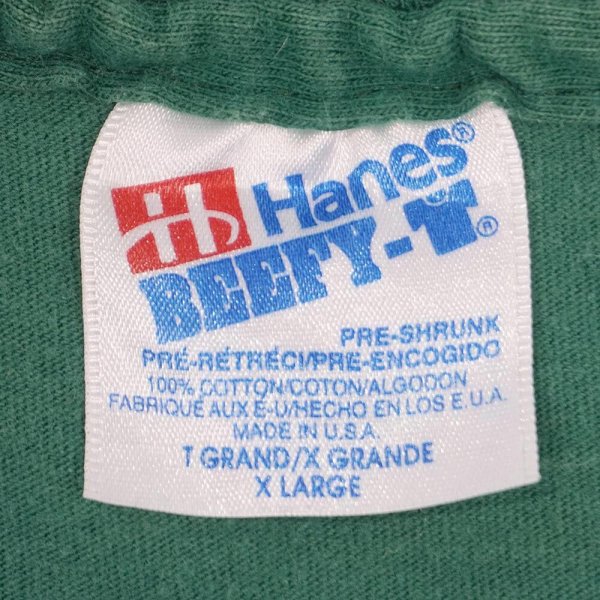 H Hanes®
BEEFY-T®
PRE-SHRUNK
PRÉ-RÉTRÉCI/PRE-ENCOGIDO
100% COTTON/COTON/ALGODON
FABRIQUÉ AUX É-U/HECHO EN LOS E.U.A.
MADE IN U.S.A.
T GRAND/X GRANDE
X LARGE